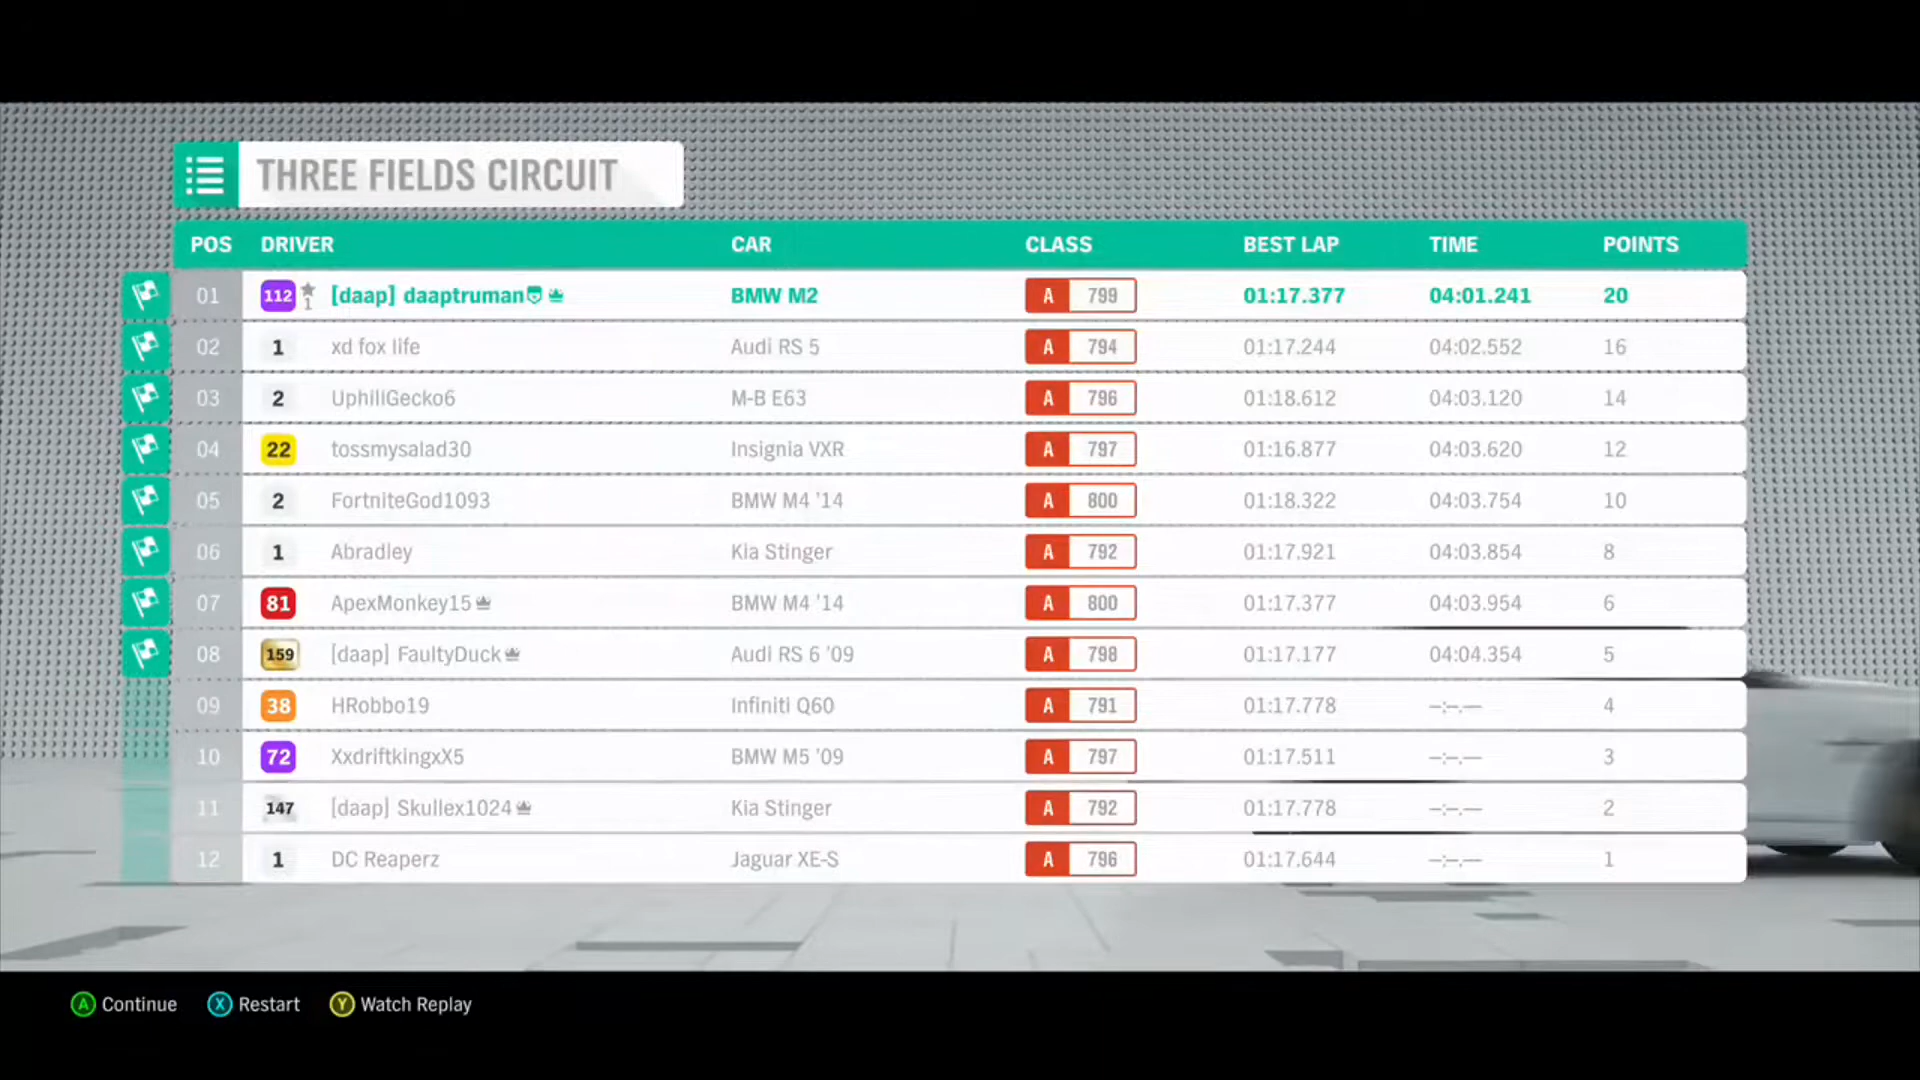 THREE FIELDS CIRCUIT
POS DRIVER CAR CLASS BEST LAP TIME POINTS
01 112 1 [daap] daaptruman BMW M2 A 799 01:17.377 04:01.241 20
02 1 xd fox life Audi RS 5 A 794 01:17.244 04:02.552 16
03 2 UphillGecko6 M-B E63 A 796 01:18.612 04:03.120 14
04 22 tossmysalad30 Insignia VXR A 797 01:16.877 04:03.620 12
05 2 FortniteGod1093 BMW M4 '14 A 800 01:18.322 04:03.754 10
06 1 Abradley Kia Stinger A 792 01:17.921 04:03.854 8
07 81 ApexMonkey15 BMW M4 '14 A 800 01:17.377 04:03.954 6
08 159 [daap] FaultyDuck Audi RS 6 '09 A 798 01:17.177 04:04.354 5
09 38 HRobbo19 Infiniti Q60 A 791 01:17.778 --:--.--- 4
10 72 XxdriftkingxX5 BMW M5 '09 A 797 01:17.511 --:--.--- 3
11 147 [daap] Skullex1024 Kia Stinger A 792 01:17.778 --:--.--- 2
12 1 DC Reaperz Jaguar XE-S A 796 01:17.644 --:--.--- 1
A Continue X Restart Y Watch Replay